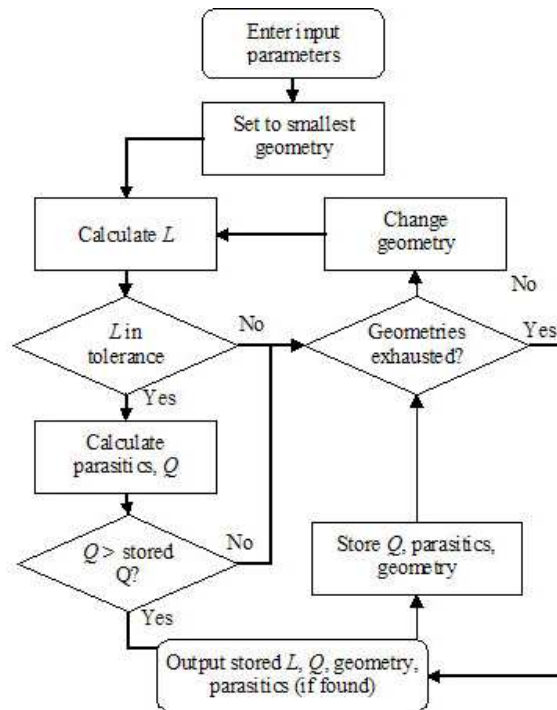 Enter input
parameters
Set to smallest
geometry
Calculate L
Change
geometry
No
L in
tolerance
No
Geometries
exhausted?
Yes
Yes
Calculate
parasitics, Q
Q > stored
Q?
No
Store Q, parasitics,
geometry
Yes
Output stored L, Q, geometry,
parasitics (if found)